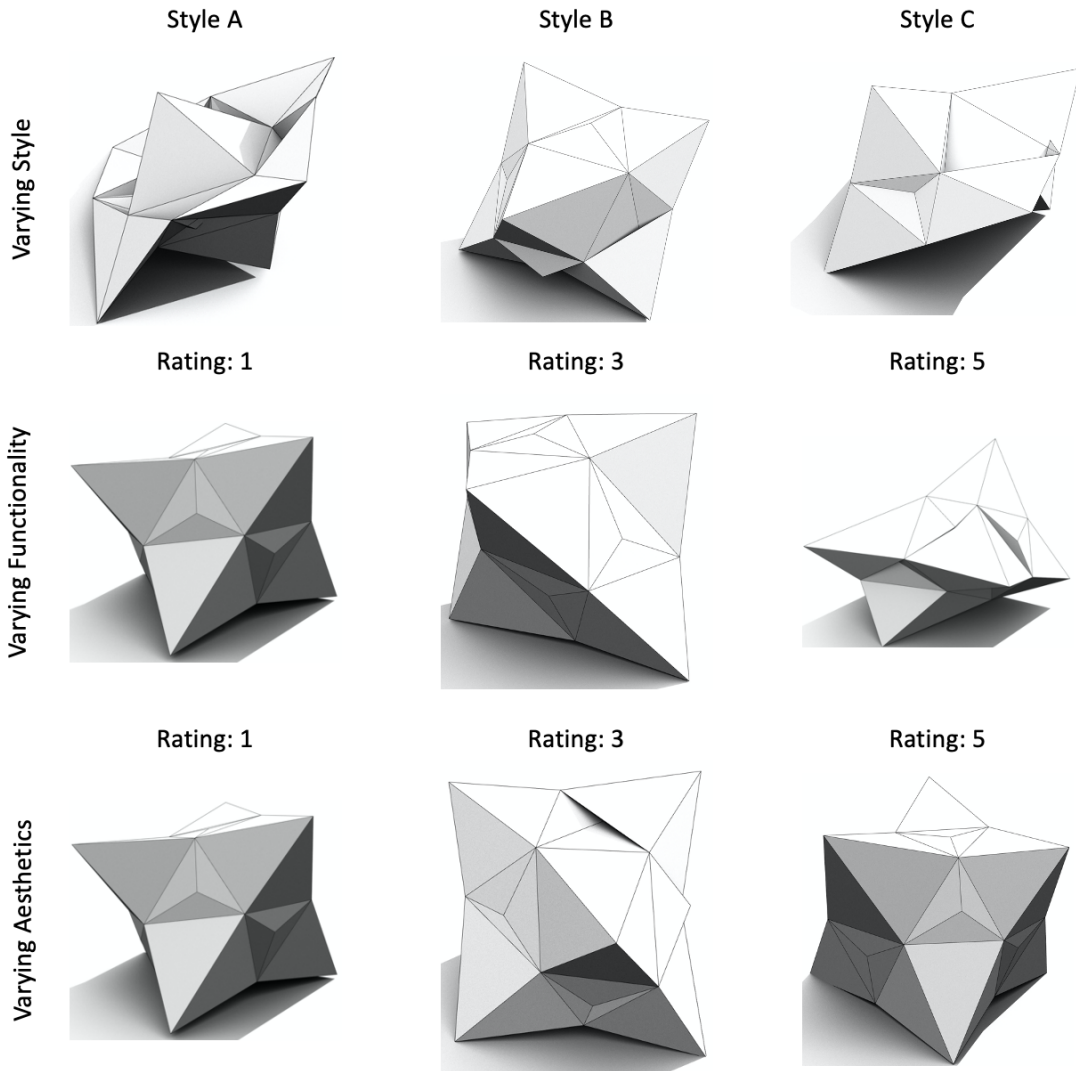 Style A
Style B
Style C
Varying Style
Rating: 1
Rating: 3
Rating: 5
Varying Functionality
Rating: 1
Rating: 3
Rating: 5
Varying Aesthetics